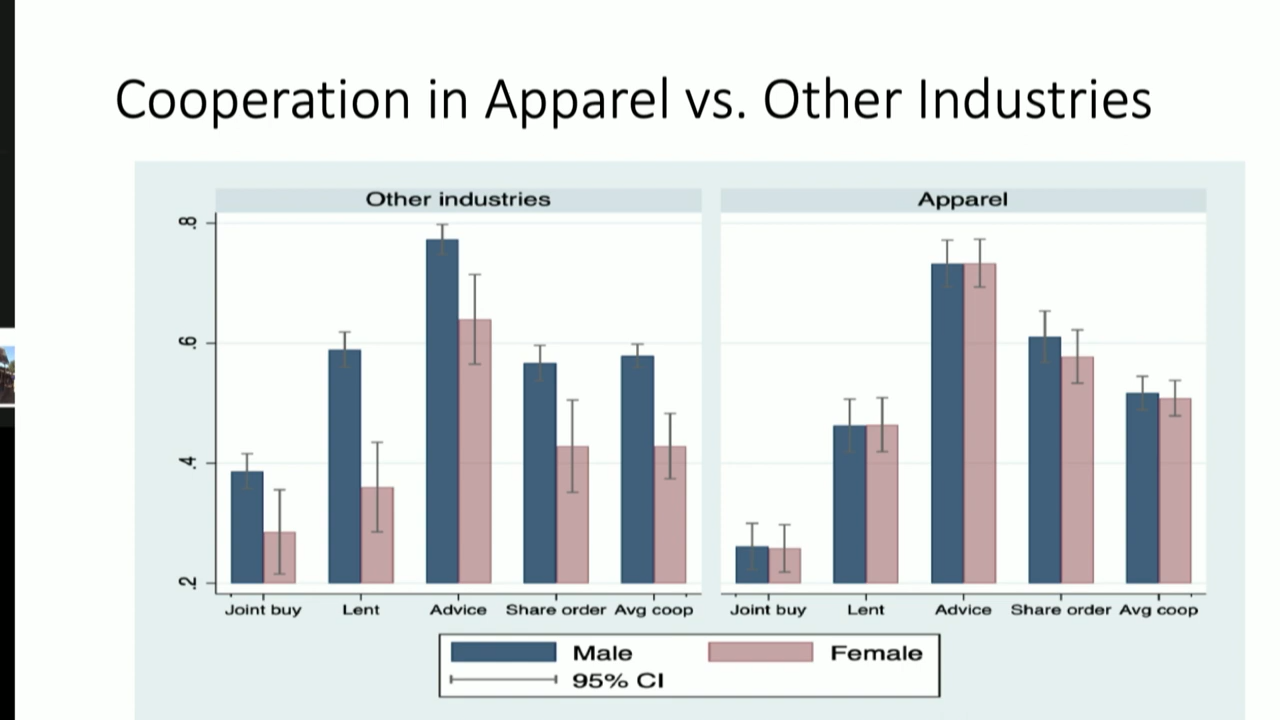 Cooperation in Apparel vs. Other Industries
Other industries
Apparel
.8
.6
.4
.2
Joint buy Lent Advice Share order Avg coop
Joint buy Lent Advice Share order Avg coop
Male Female
95% CI